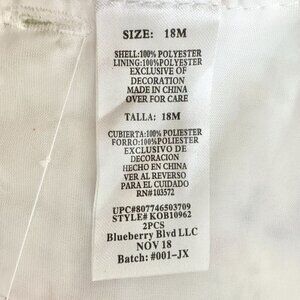 SIZE: 18M
SHELL:100% POLYESTER
LINING:100%POLYESTER
EXCLUSIVE OF
DECORATION
MADE IN CHINA
OVER FOR CARE
TALLA: 18M
CUBIERTA:100% POLIESTER
FORRO:100% POLIESTER
EXCLUSIVO DE
DECORACION
HECHO EN CHINA
VER AL REVERSO
PARA EL CUIDADO
RN#103572
UPC#807746503709
STYLE# KOB10962
2PCS
Blueberry Blvd LLC
NOV 18
Batch: #001-JX